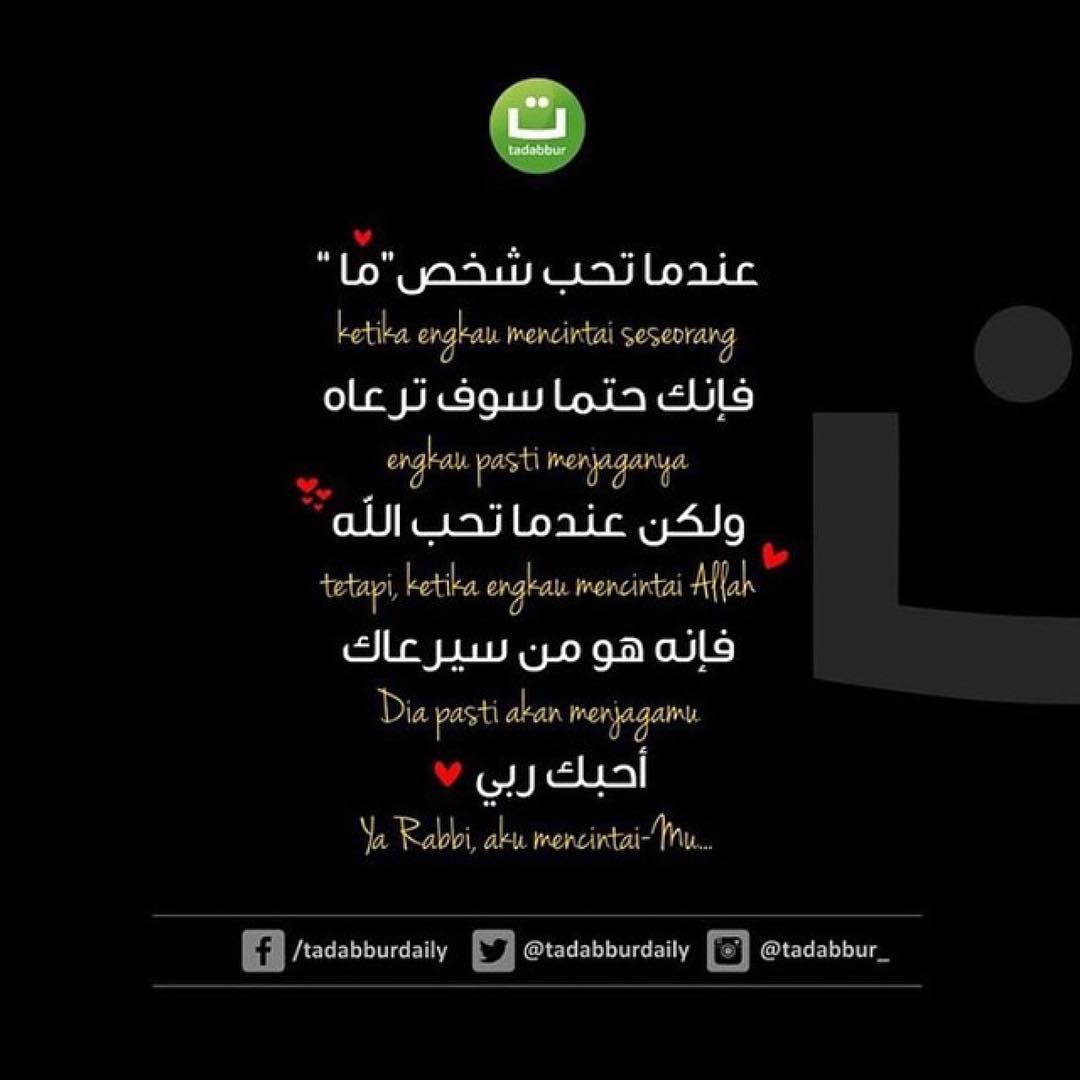 ت
tadabbur
عندما تحب شخص"ما "
ketika engkau mencintai seseorang
فإنك حتما سوف ترعاه
engkau pasti menjaganya
ولكن عندما تحب الله
tetapi, ketika engkau mencintai Allah
فإنه هو من سيرعاك
Dia pasti akan menjagamu
أحبك ربي
Ya Rabbi, aku mencintai-Mu...
/tadabburdaily @tadabburdaily @tadabbur_